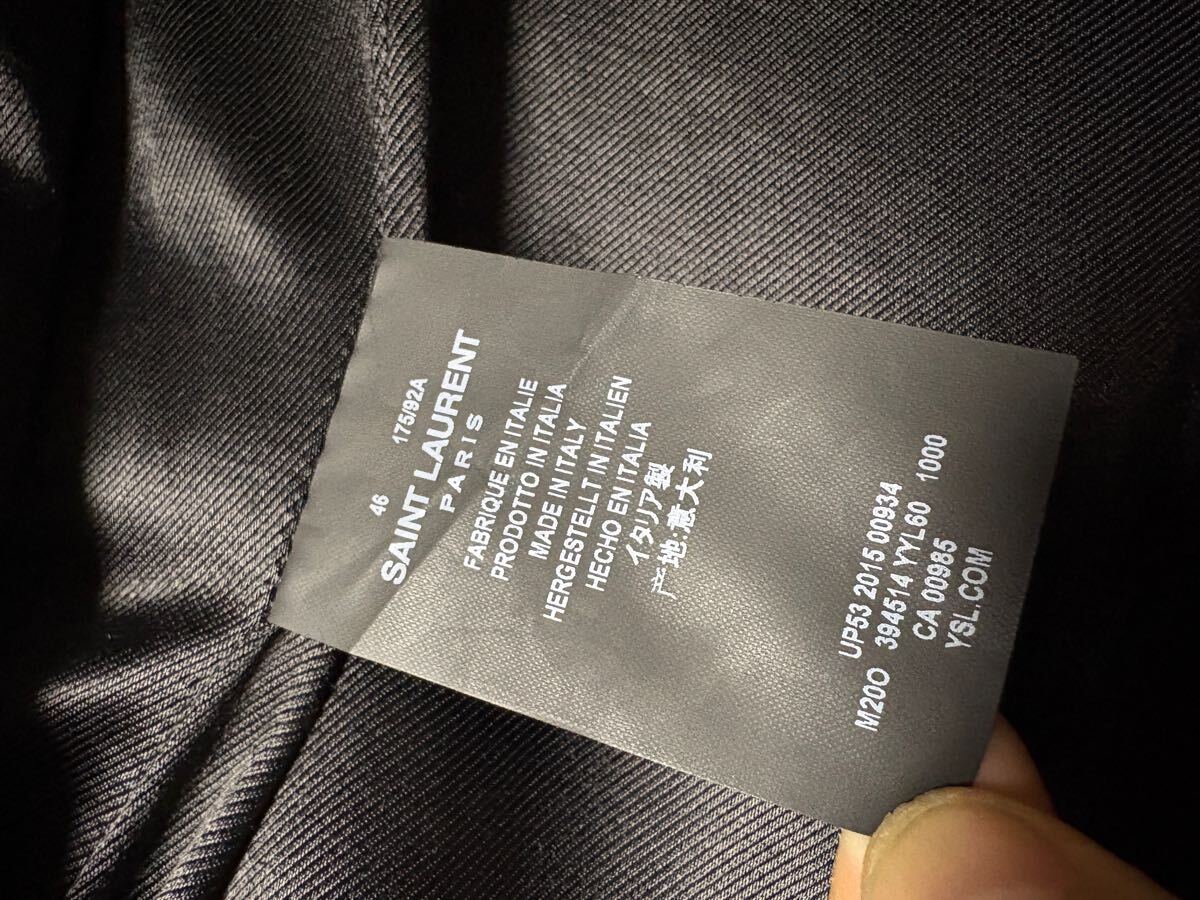 46 175/92A
SAINT LAURENT
PARIS
FABRIQUE EN ITALIE
PRODOTTO IN ITALIA
MADE IN ITALY
HERGESTELLT IN ITALIEN
HECHO EN ITALIA
イタリア製
产地:意大利
UP53 2015 00934
M20O 394514 YYL60 1000
CA 00985
YSL.COM